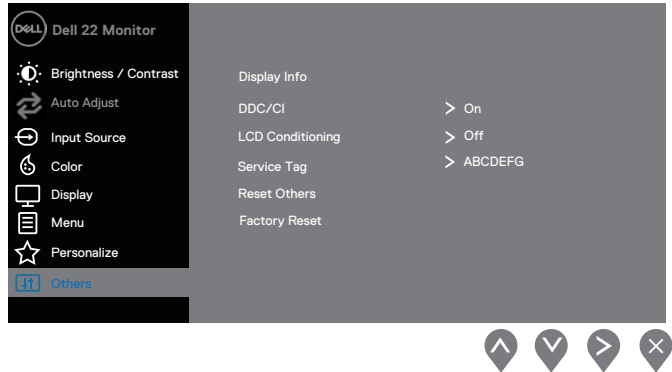 DELL Dell 22 Monitor
Brightness / Contrast
Auto Adjust
Input Source
Color
Display
Menu
Personalize
Others
Display Info
DDC/CI > On
LCD Conditioning > Off
Service Tag > ABCDEFG
Reset Others
Factory Reset